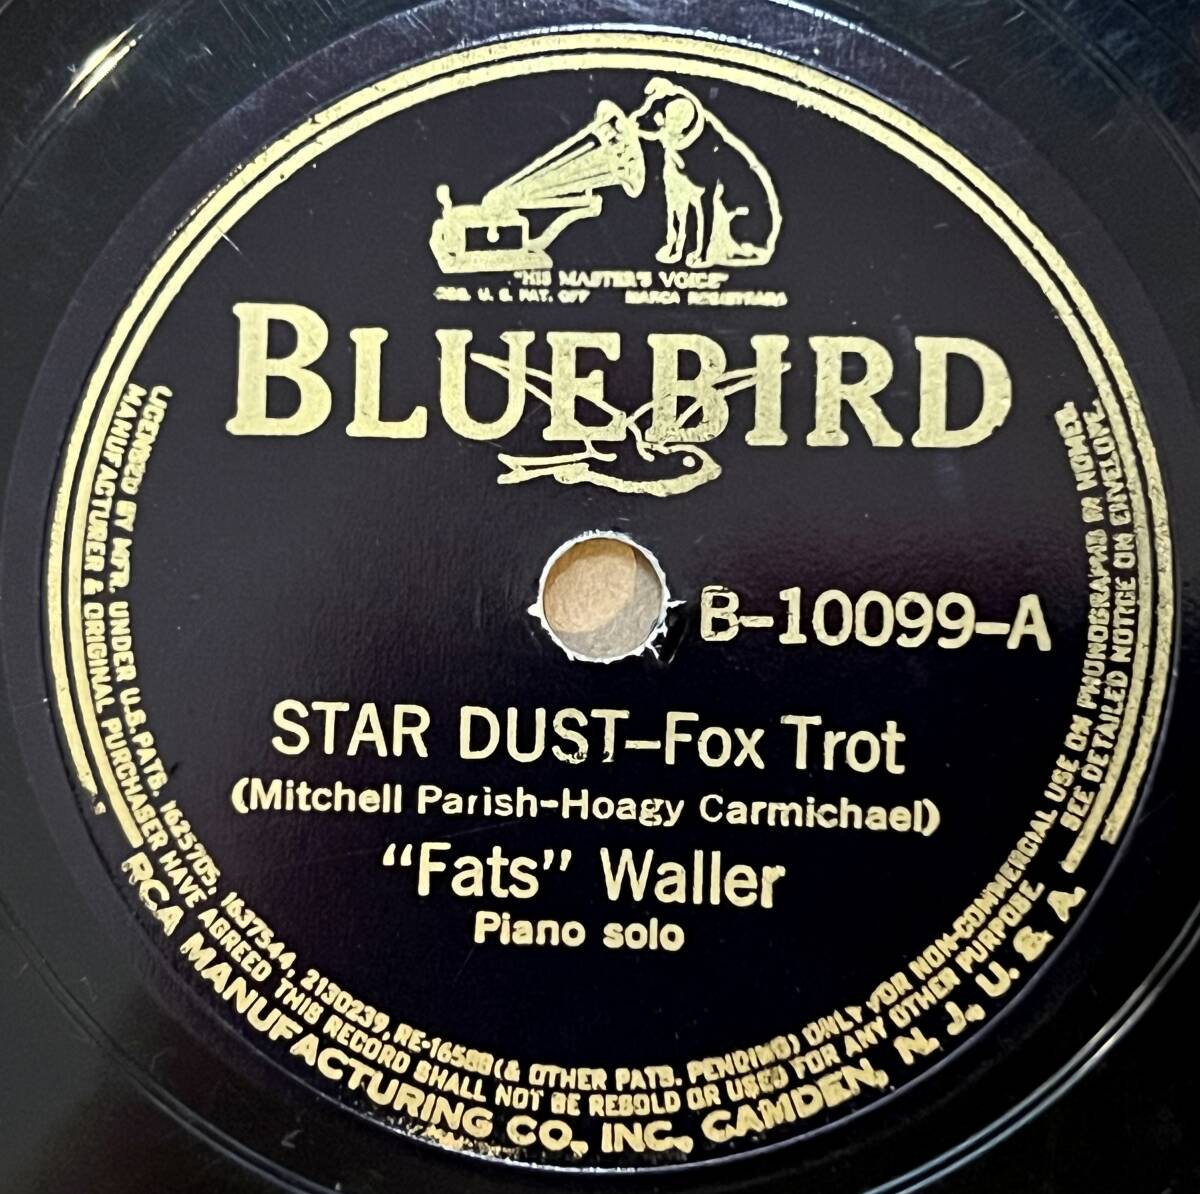 "HIS MASTER'S VOICE"
REG. U. S. PAT. OFF MARCA REGISTRADA
BLUEBIRD
B-10099-A
STAR DUST-Fox Trot
(Mitchell Parish-Hoagy Carmichael)
"Fats" Waller
Piano solo
LICENSED BY MFR. UNDER U.S. PATS. 1625705, 1637544, 2130239, RE-16588 (& OTHER PATS. PENDING) ONLY FOR NON-COMMERCIAL USE ON PHONOGRAPHS IN HOMES.
MANUFACTURER & ORIGINAL PURCHASER HAVE AGREED THIS RECORD SHALL NOT BE RESOLD OR USED FOR ANY OTHER PURPOSE. SEE DETAILED NOTICE ON ENVELOPE.
RCA MANUFACTURING CO., INC., CAMDEN, N. J., U. S. A.